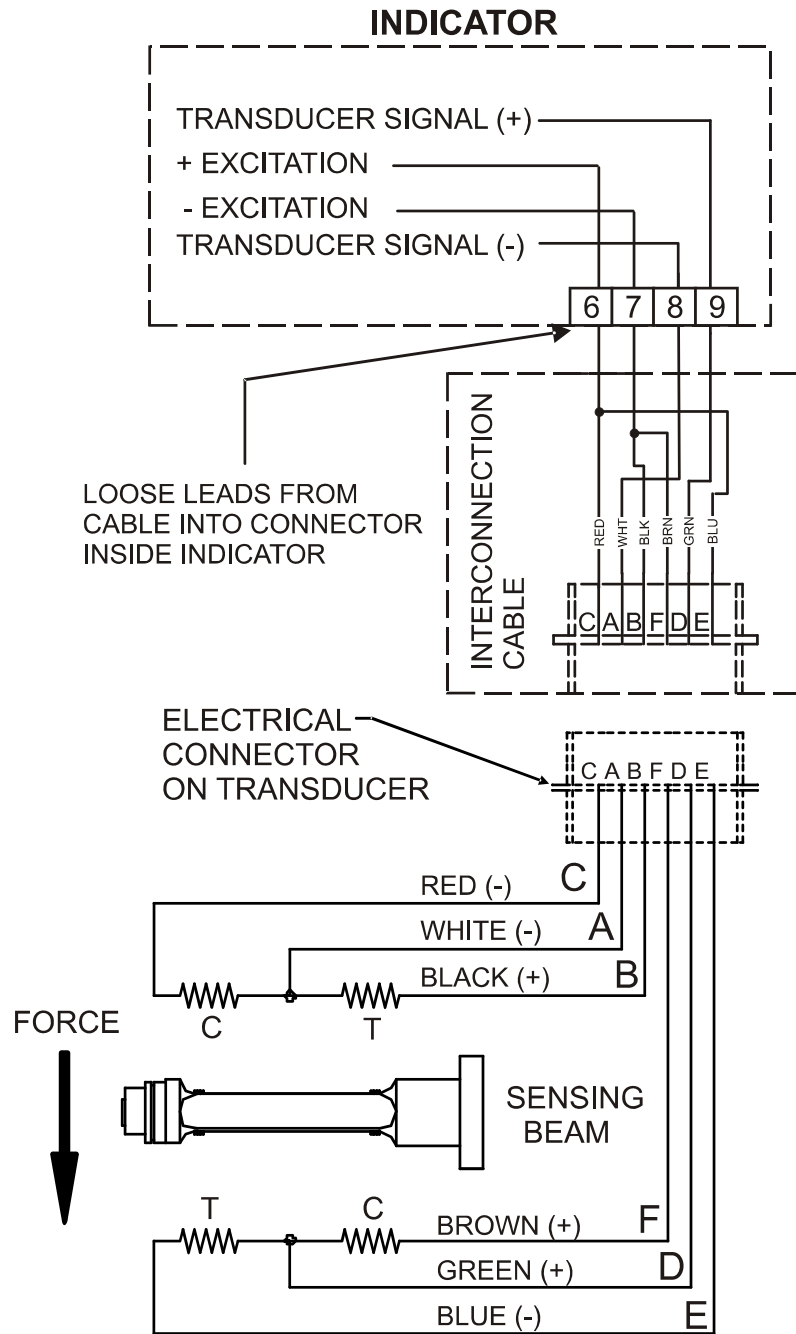 INDICATOR
TRANSDUCER SIGNAL (+)
+ EXCITATION
- EXCITATION
TRANSDUCER SIGNAL (-)
6 7 8 9
LOOSE LEADS FROM
CABLE INTO CONNECTOR
INSIDE INDICATOR
INTERCONNECTION
CABLE
RED
WHT
BLK
BRN
GRN
BLU
C A B F D E
ELECTRICAL
CONNECTOR
ON TRANSDUCER
C A B F D E
RED (-)
C
WHITE (-)
A
BLACK (+)
B
C
T
FORCE
SENSING
BEAM
T
C
BROWN (+)
F
GREEN (+)
D
BLUE (-)
E